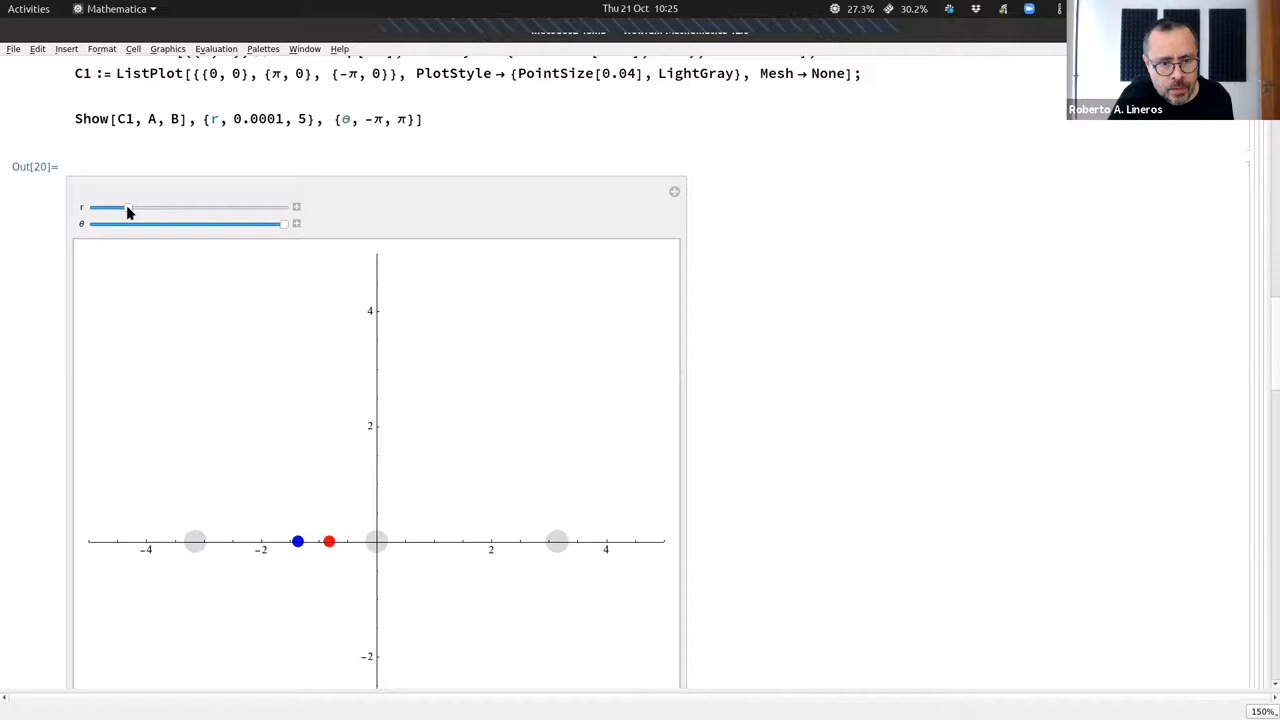 Activities Mathematica Thu 21 Oct. 10:25 27.3% 30.2%
File Edit Insert Format Cell Graphics Evaluation Palettes Window Help
C1 := ListPlot[{{0, 0}, {π, 0}, {-π, 0}}, PlotStyle → {PointSize[0.04], LightGray}, Mesh → None];
Roberto A. Lineros
Show[C1, A, B], {r, 0.0001, 5}, {θ, -π, π}]
Out[20]=
r
θ
4
2
-4 -2 2 4
-2
150%